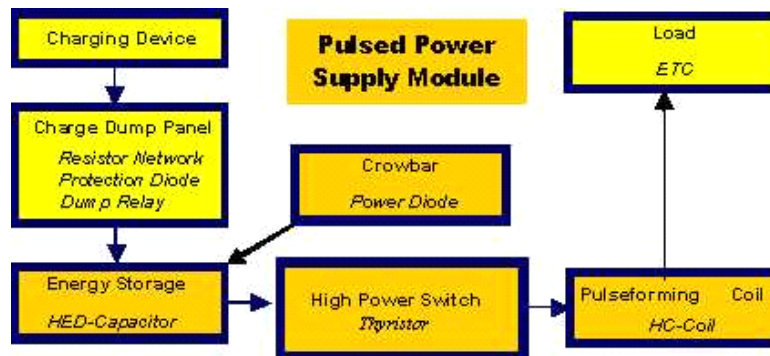 Charging Device
Pulsed Power
Supply Module
Load
ETC
Charge Dump Panel
Resistor Network
Protection Diode
Dump Relay
Crowbar
Power Diode
Energy Storage
HED-Capacitor
High Power Switch
Thyristor
Pulseforming Coil
HC-Coil